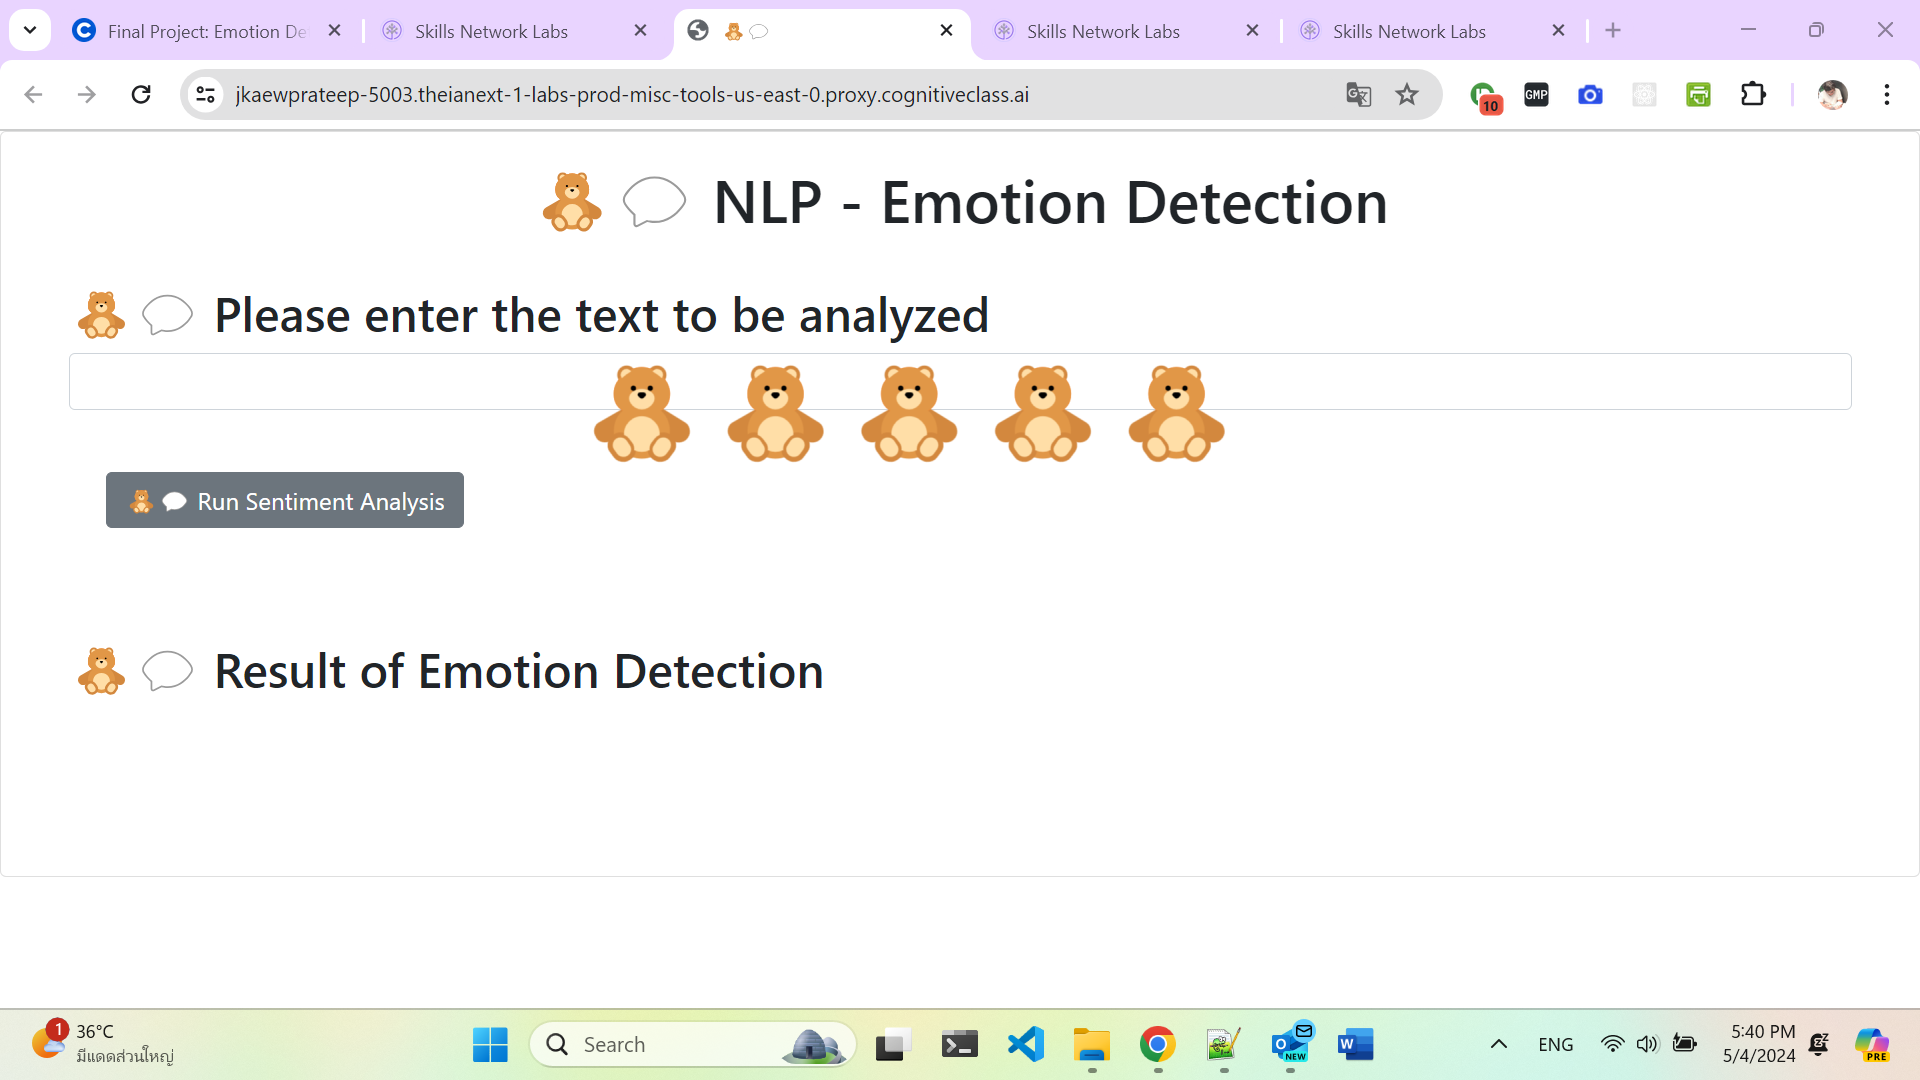 Final Project: Emotion De
Skills Network Labs
Skills Network Labs
Skills Network Labs
jkaewprateep-5003.theianext-1-labs-prod-misc-tools-us-east-0.proxy.cognitiveclass.ai
10
GMP
NLP - Emotion Detection
Please enter the text to be analyzed
Run Sentiment Analysis
Result of Emotion Detection
1
36°C
มีแดดส่วนใหญ่
Search
NEW
ENG
5:40 PM
5/4/2024
PRE